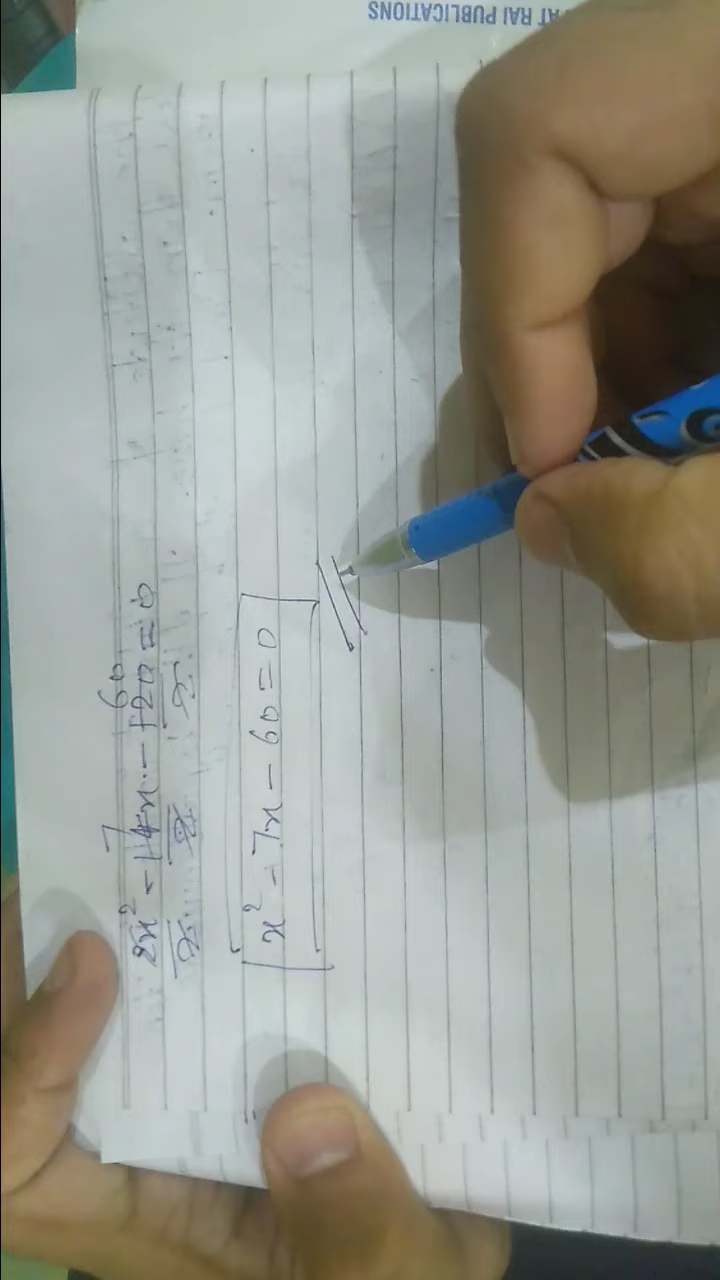 AT RAI PUBLICATIONS
7 60
2x² - 14x - 120 = 0
2 2 2
x² - 7x - 60 = 0